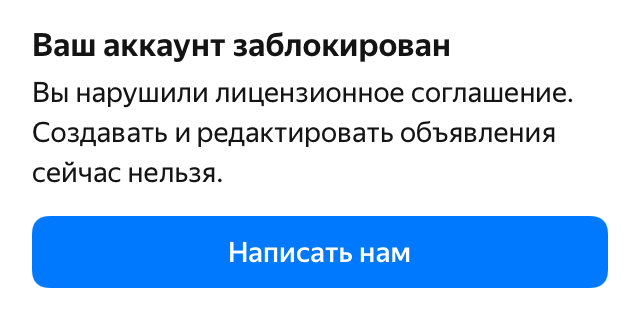 Ваш аккаунт заблокирован
Вы нарушили лицензионное соглашение.
Создавать и редактировать объявления
сейчас нельзя.
Написать нам